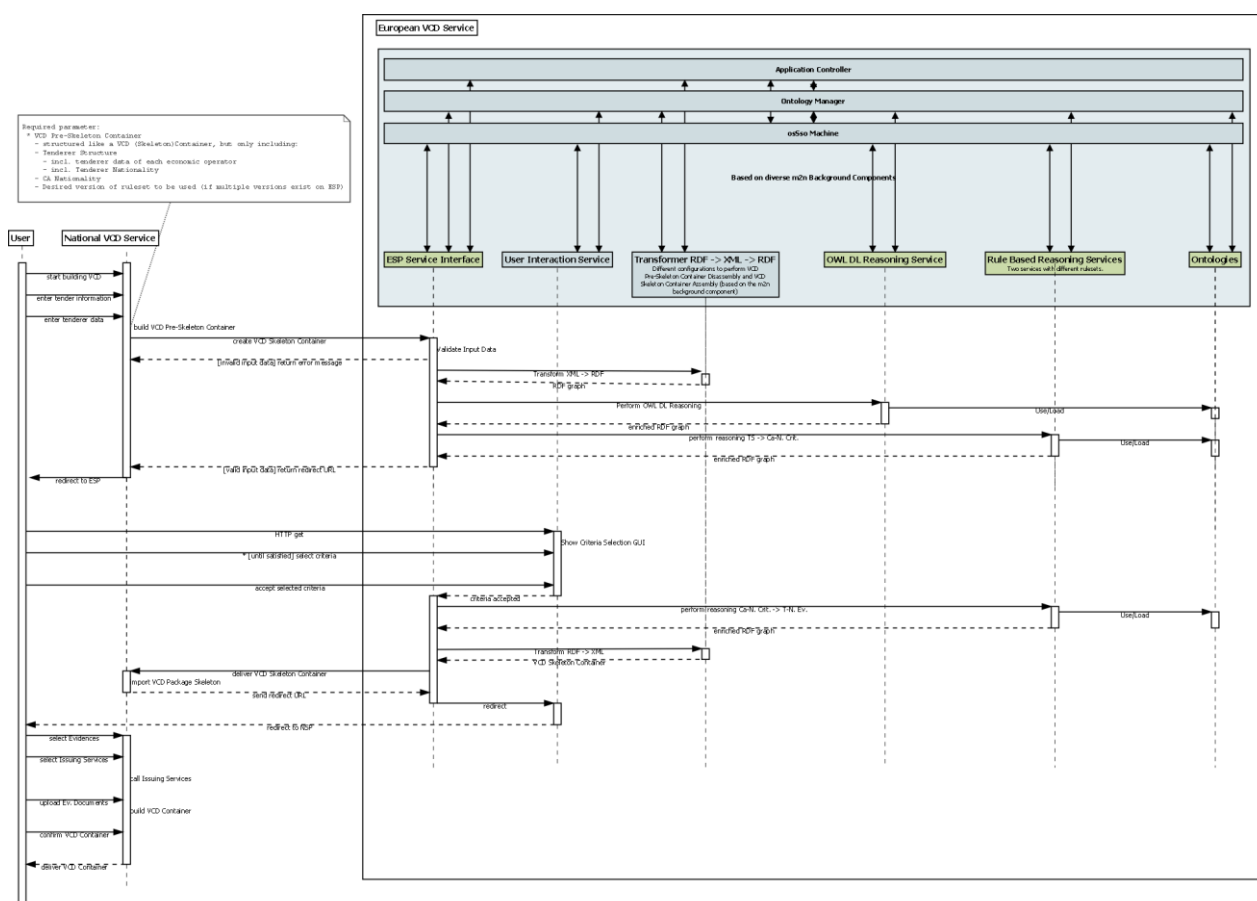 European VCD Service
Application Controller
Ontology Manager
osSso Machine
Based on diverse m2n Background Components
Required parameter:
* VCD Pre-Skeleton Container
- structured like a VCD (Skeleton)Container, but only including:
- Tenderer Structure
- incl. tenderer data of each economic operator
- incl. Tenderer Nationality
- CA Nationality
- Desired version of ruleset to be used (if multiple versions exist on ESP)
User
National VCD Service
ESP Service Interface
User Interaction Service
Transformer RDF -> XML -> RDF
Different configurations to perform VCD
Pre-Skeleton Container Disassembly and VCD
Skeleton Container Assembly (based on the m2n
background component)
OWL DL Reasoning Service
Rule Based Reasoning Services
Two services with different rulesets.
Ontologies
start building VCD
enter tender information
enter tenderer data
build VCD Pre-Skeleton Container
create VCD Skeleton Container
Validate Input Data
[invalid input data] return error message
Transform XML -> RDF
RDF graph
Perform OWL DL Reasoning
Use/Load
enriched RDF graph
perform reasoning TS -> Ca-N. Crit.
Use/Load
enriched RDF graph
[valid input data] return redirect URL
redirect to ESP
HTTP get
Show Criteria Selection GUI
* [until satisfied] select criteria
accept selected criteria
criteria accepted
perform reasoning Ca-N. Crit. -> T-N. Ev.
Use/Load
enriched RDF graph
Transform RDF -> XML
VCD Skeleton Container
deliver VCD Skeleton Container
import VCD Package Skeleton
send redirect URL
redirect
redirect to NSP
select Evidences
select Issuing Services
call Issuing Services
upload Ev. Documents
build VCD Container
confirm VCD Container
deliver VCD Container